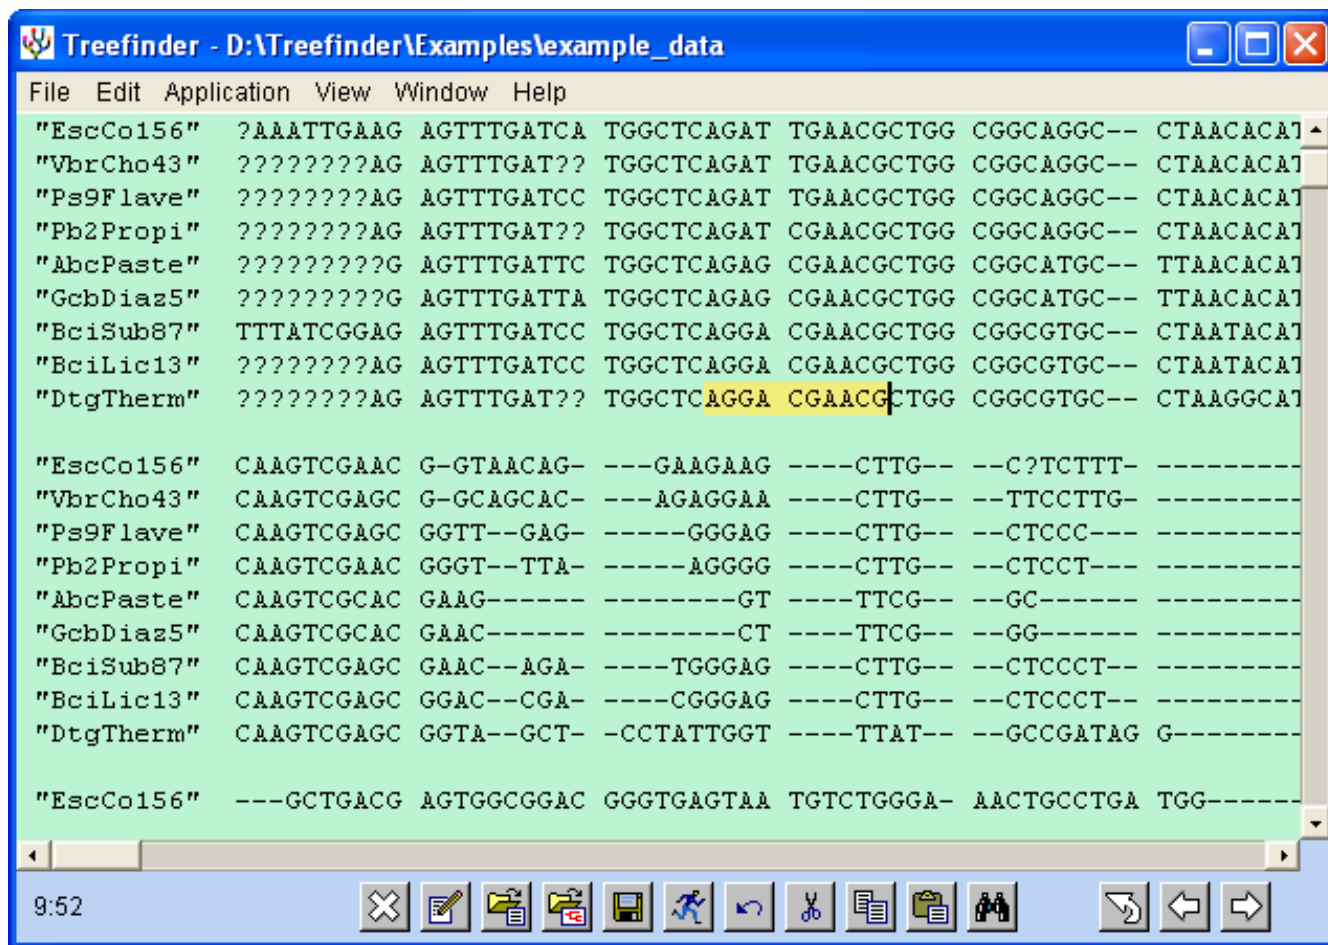 Treefinder - D:\Treefinder\Examples\example_data
File Edit Application View Window Help
"EscCo156" ?AAATTGAAG AGTTTGATCA TGGCTCAGAT TGAACGCTGG CGGCAGGC-- CTAACACAT
"VbrCho43" ????????AG AGTTTGAT?? TGGCTCAGAT TGAACGCTGG CGGCAGGC-- CTAACACAT
"Ps9Flave" ????????AG AGTTTGATCC TGGCTCAGAT TGAACGCTGG CGGCAGGC-- CTAACACAT
"Pb2Propi" ????????AG AGTTTGAT?? TGGCTCAGAT CGAACGCTGG CGGCAGGC-- CTAACACAT
"AbcPaste" ?????????G AGTTTGATTC TGGCTCAGAG CGAACGCTGG CGGCATGC-- TTAACACAT
"GcbDiaz5" ?????????G AGTTTGATTA TGGCTCAGAG CGAACGCTGG CGGCATGC-- TTAACACAT
"BciSub87" TTTATCGGAG AGTTTGATCC TGGCTCAGGA CGAACGCTGG CGGCGTGC-- CTAATACAT
"BciLic13" ????????AG AGTTTGATCC TGGCTCAGGA CGAACGCTGG CGGCGTGC-- CTAATACAT
"DtgTherm" ????????AG AGTTTGAT?? TGGCTCAGGA CGAACGCTGG CGGCGTGC-- CTAAGGCAT
"EscCo156" CAAGTCGAAC G-GTAACAG- ---GAAGAAG ----CTTG-- --C?TCTTT- ---------
"VbrCho43" CAAGTCGAGC G-GCAGCAC- ---AGAGGAA ----CTTG-- --TTCCTTG- ---------
"Ps9Flave" CAAGTCGAGC GGTT--GAG- -----GGGAG ----CTTG-- --CTCCC--- ---------
"Pb2Propi" CAAGTCGAAC GGGT--TTA- -----AGGGG ----CTTG-- --CTCCT--- ---------
"AbcPaste" CAAGTCGCAC GAAG------ --------GT ----TTCG-- --GC------ ---------
"GcbDiaz5" CAAGTCGCAC GAAC------ --------CT ----TTCG-- --GG------ ---------
"BciSub87" CAAGTCGAGC GAAC--AGA- ----TGGGAG ----CTTG-- --CTCCCT-- ---------
"BciLic13" CAAGTCGAGC GGAC--CGA- ----CGGGAG ----CTTG-- --CTCCCT-- ---------
"DtgTherm" CAAGTCGAGC GGTA--GCT- -CCTATTGGT ----TTAT-- --GCCGATAG G--------
"EscCo156" ---GCTGACG AGTGGCGGAC GGGTGAGTAA TGTCTGGGA- AACTGCCTGA TGG------
9:52